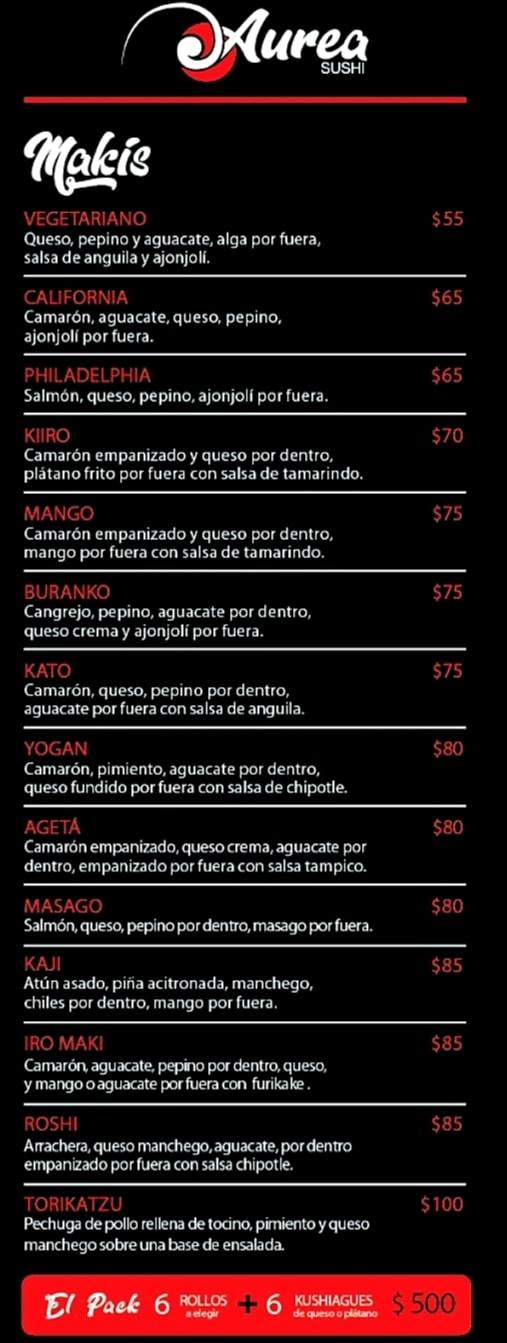 Aurea
SUSHI
Makis
VEGETARIANO $55
Queso, pepino y aguacate, alga por fuera,
salsa de anguila y ajonjolí.
CALIFORNIA $65
Camarón, aguacate, queso, pepino,
ajonjolí por fuera.
PHILADELPHIA $65
Salmón, queso, pepino, ajonjolí por fuera.
KIIRO $70
Camarón empanizado y queso por dentro,
plátano frito por fuera con salsa de tamarindo.
MANGO $75
Camarón empanizado y queso por dentro,
mango por fuera con salsa de tamarindo.
BURANKO $75
Cangrejo, pepino, aguacate por dentro,
queso crema y ajonjolí por fuera.
KATO $75
Camarón, queso, pepino por dentro,
aguacate por fuera con salsa de anguila.
YOGAN $80
Camarón, pimiento, aguacate por dentro,
queso fundido por fuera con salsa de chipotle.
AGETÁ $80
Camarón empanizado, queso crema, aguacate por
dentro, empanizado por fuera con salsa tampico.
MASAGO $80
Salmón, queso, pepino por dentro, masago por fuera.
KAJI $85
Atún asado, piña acitronada, manchego,
chiles por dentro, mango por fuera.
IRO MAKI $85
Camarón, aguacate, pepino por dentro, queso,
y mango o aguacate por fuera con furikake.
ROSHI $85
Arrachera, queso manchego, aguacate, por dentro
empanizado por fuera con salsa chipotle.
TORIKATZU $100
Pechuga de pollo rellena de tocino, pimiento y queso
manchego sobre una base de ensalada.
El Pack 6 ROLLOS a elegir + 6 KUSHIAGUES de queso o plátano $500